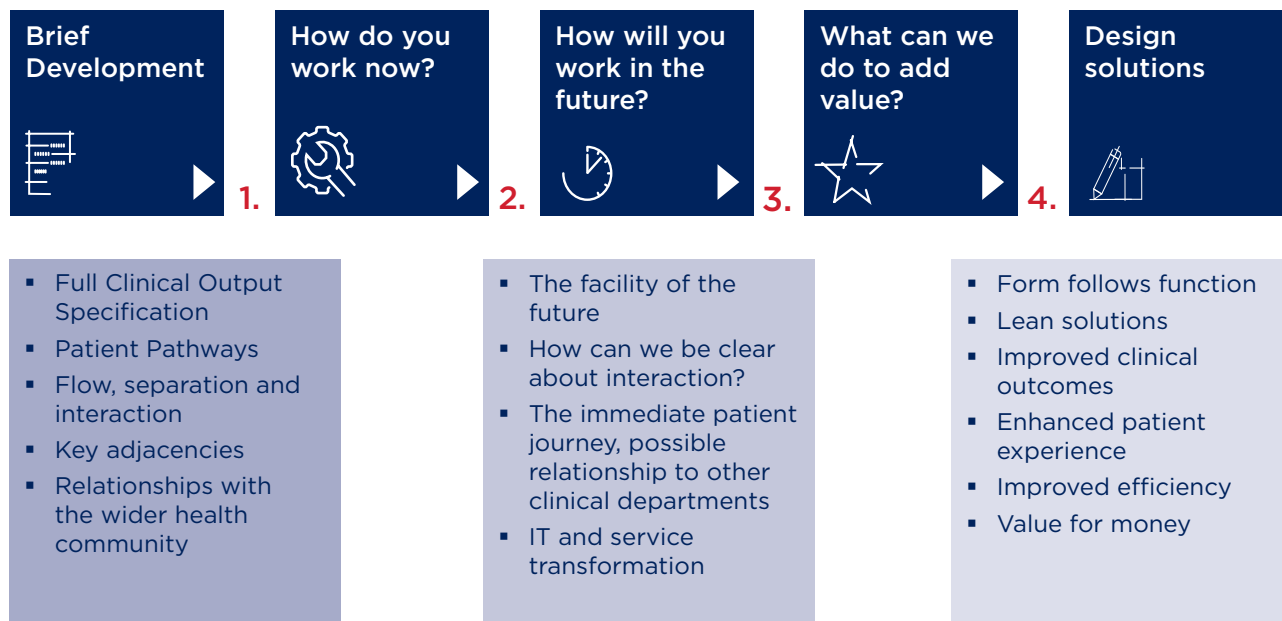 Brief
Development
1.
How do you
work now?
2.
How will you
work in the
future?
3.
What can we
do to add
value?
4.
Design
solutions
▪ Full Clinical Output
Specification
▪ Patient Pathways
▪ Flow, separation and
interaction
▪ Key adjacencies
▪ Relationships with
the wider health
community
▪ The facility of the
future
▪ How can we be clear
about interaction?
▪ The immediate patient
journey, possible
relationship to other
clinical departments
▪ IT and service
transformation
▪ Form follows function
▪ Lean solutions
▪ Improved clinical
outcomes
▪ Enhanced patient
experience
▪ Improved efficiency
▪ Value for money